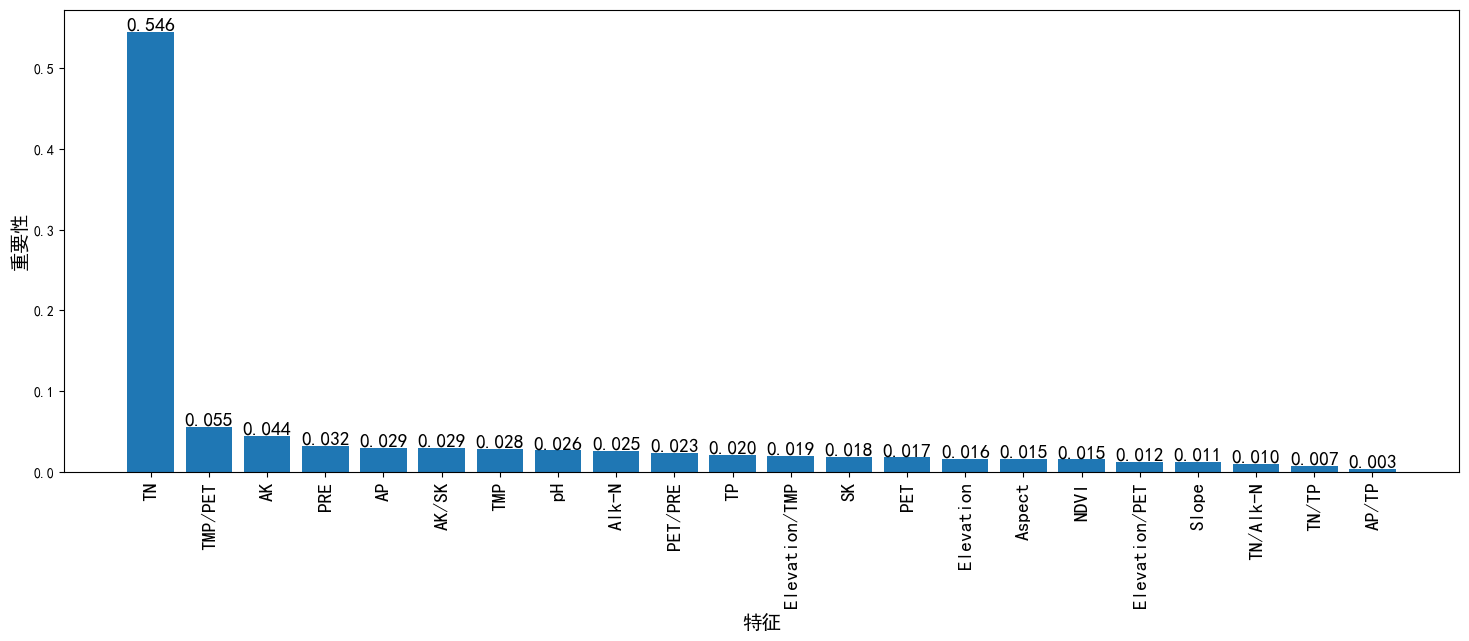 重要性
0.5
0.4
0.3
0.2
0.1
0.0
0.546
0.055
0.044
0.032
0.029
0.029
0.028
0.026
0.025
0.023
0.020
0.019
0.018
0.017
0.016
0.015
0.015
0.012
0.011
0.010
0.007
0.003
TN
TMP/PET
AK
PRE
AP
AK/SK
TMP
pH
Alk-N
PET/PRE
TP
Elevation/TMP
SK
PET
Elevation
Aspect
NDVI
Elevation/PET
Slope
TN/Alk-N
TN/TP
AP/TP
特征